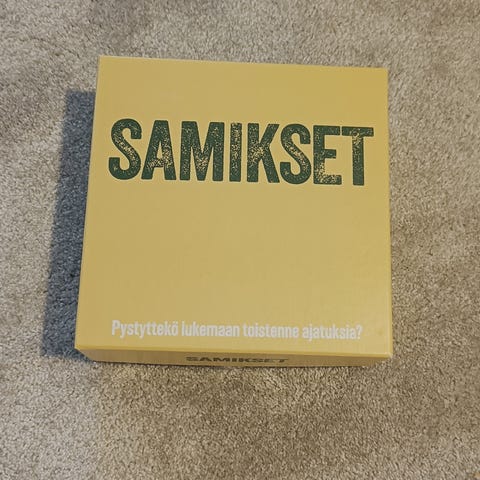 SAMIKSET
Pystyttekö lukemaan toistenne ajatuksia?
SAMIKSET